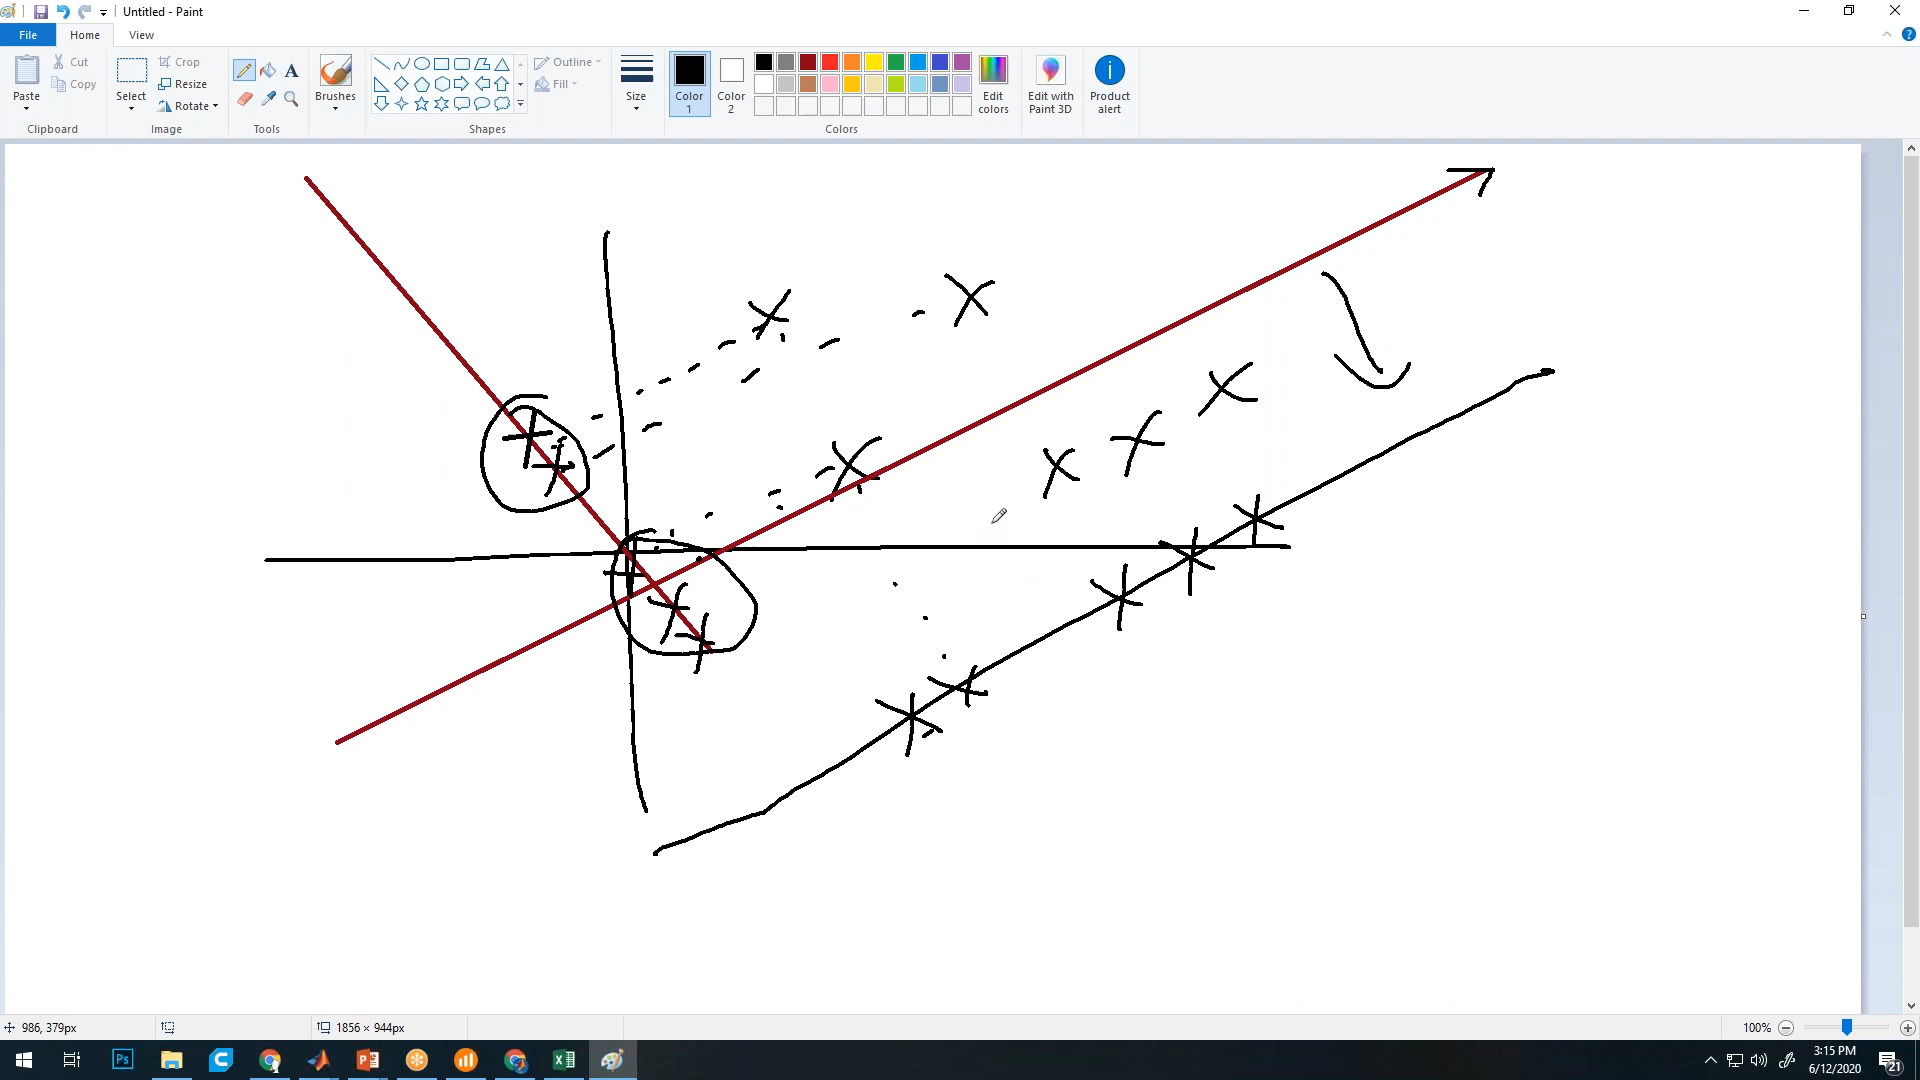 Untitled - Paint
File Home View
Paste Cut Copy Clipboard
Select Crop Resize Rotate Image
Tools
Brushes
Shapes Outline Fill
Size
Color 1 Color 2 Edit colors Colors
Edit with Paint 3D
Product alert
986, 379px
1856 × 944px
100%
Ps
3:15 PM
6/12/2020
21